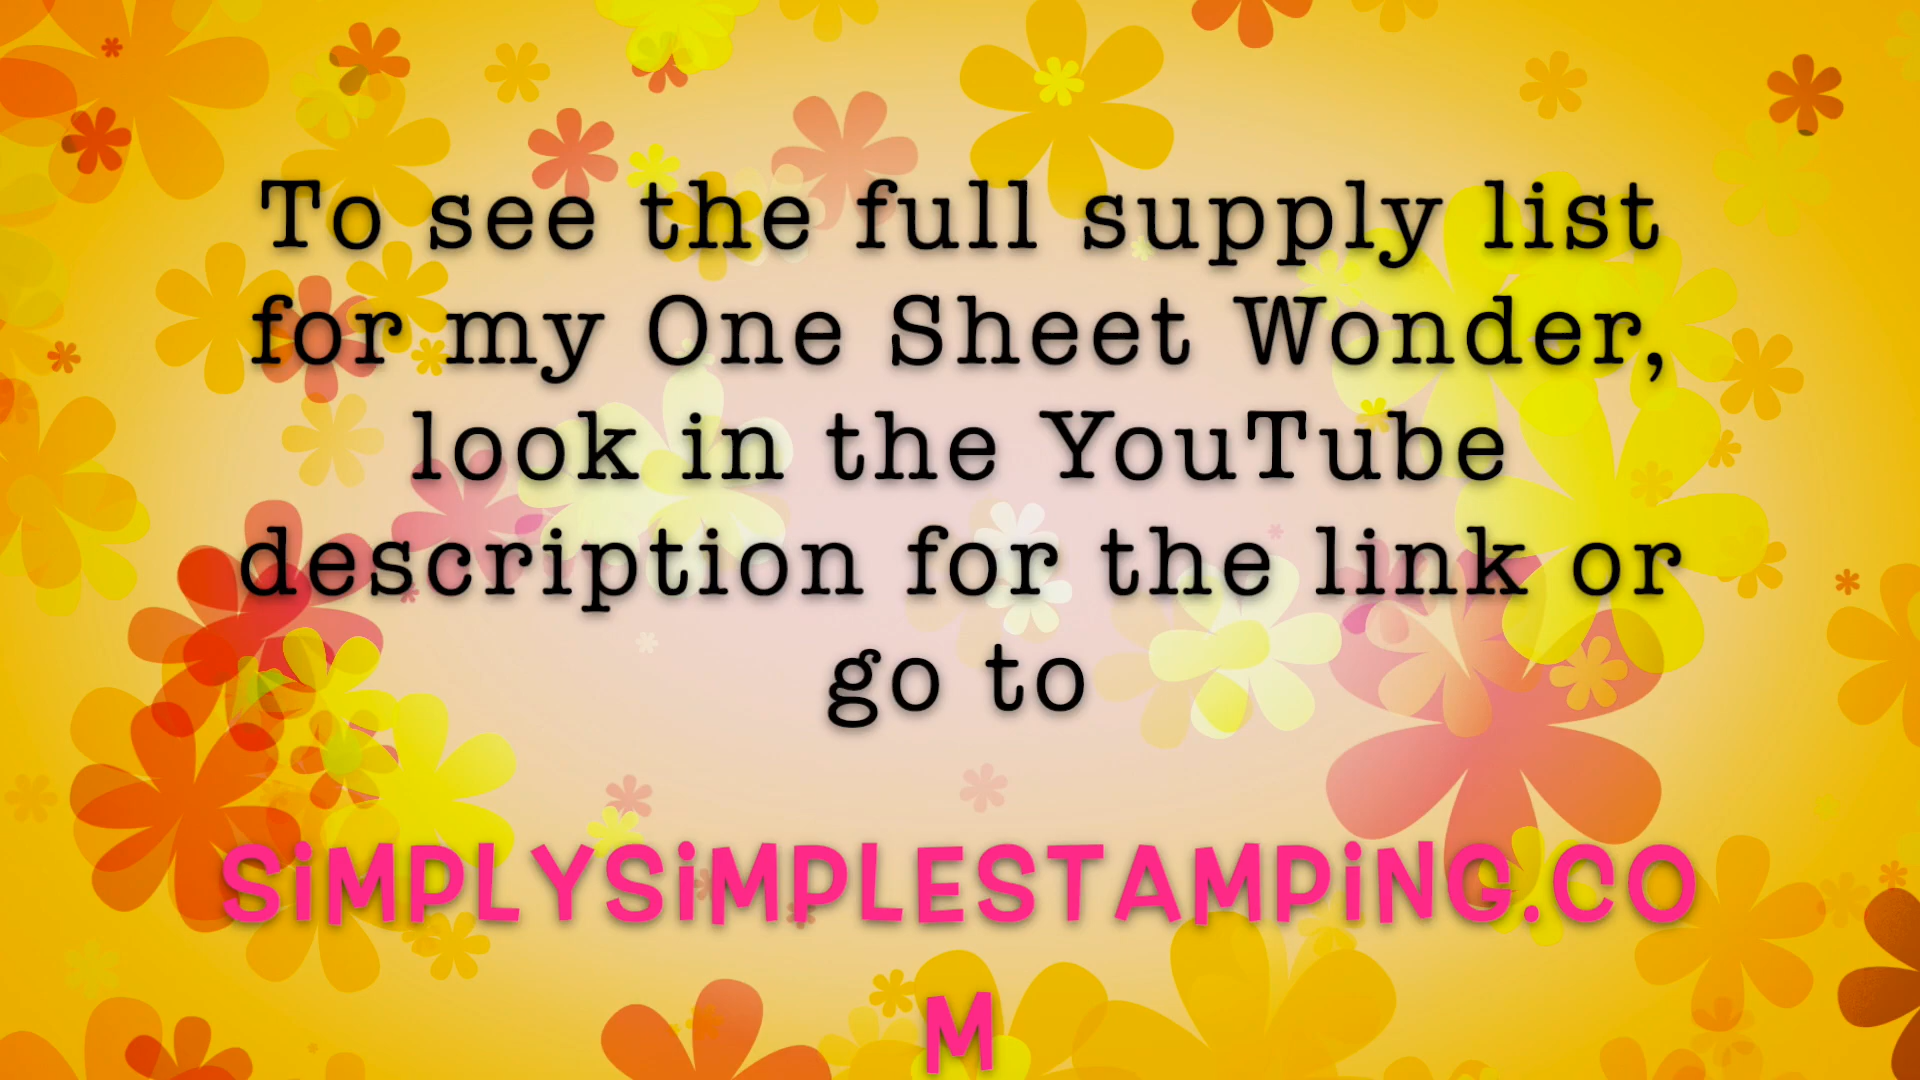 To see the full supply list
for my One Sheet Wonder,
look in the YouTube
description for the link or
go to
SiMPLYSiMPLESTAMPiNG.CO
M